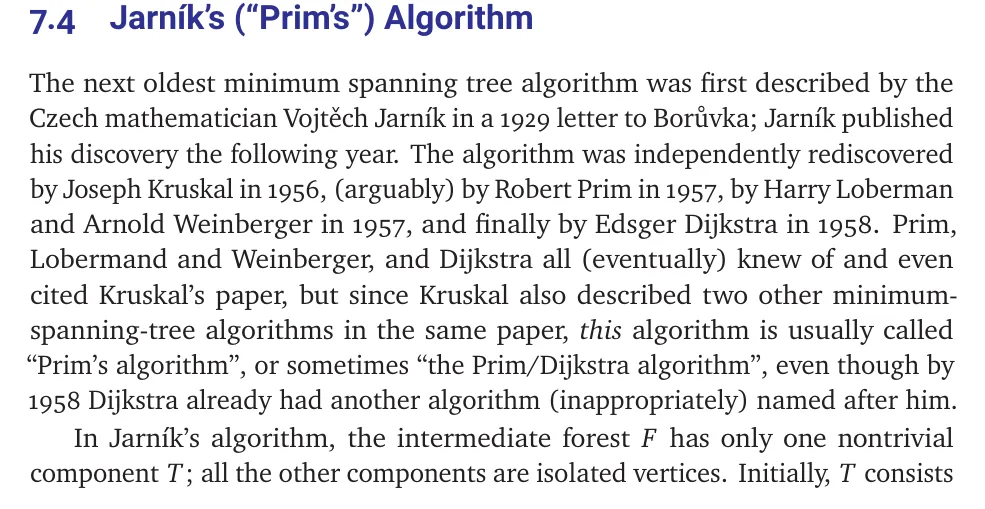 7.4 Jarník’s (“Prim’s”) Algorithm
The next oldest minimum spanning tree algorithm was first described by the
Czech mathematician Vojtěch Jarník in a 1929 letter to Borůvka; Jarník published
his discovery the following year. The algorithm was independently rediscovered
by Joseph Kruskal in 1956, (arguably) by Robert Prim in 1957, by Harry Loberman
and Arnold Weinberger in 1957, and finally by Edsger Dijkstra in 1958. Prim,
Lobermand and Weinberger, and Dijkstra all (eventually) knew of and even
cited Kruskal’s paper, but since Kruskal also described two other minimum-
spanning-tree algorithms in the same paper, this algorithm is usually called
“Prim’s algorithm”, or sometimes “the Prim/Dijkstra algorithm”, even though by
1958 Dijkstra already had another algorithm (inappropriately) named after him.
In Jarník’s algorithm, the intermediate forest F has only one nontrivial
component T; all the other components are isolated vertices. Initially, T consists